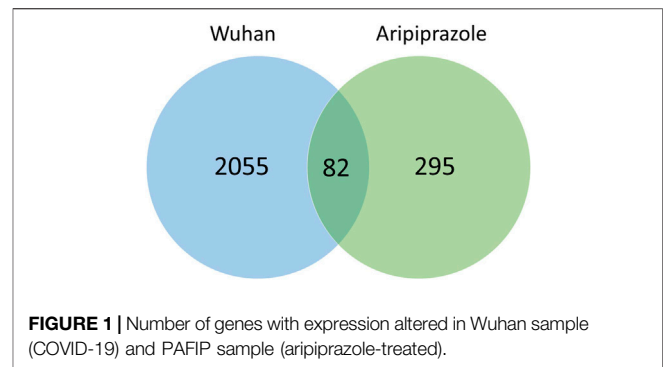 Wuhan Aripiprazole
2055 82 295
FIGURE 1 | Number of genes with expression altered in Wuhan sample
(COVID-19) and PAFIP sample (aripiprazole-treated).